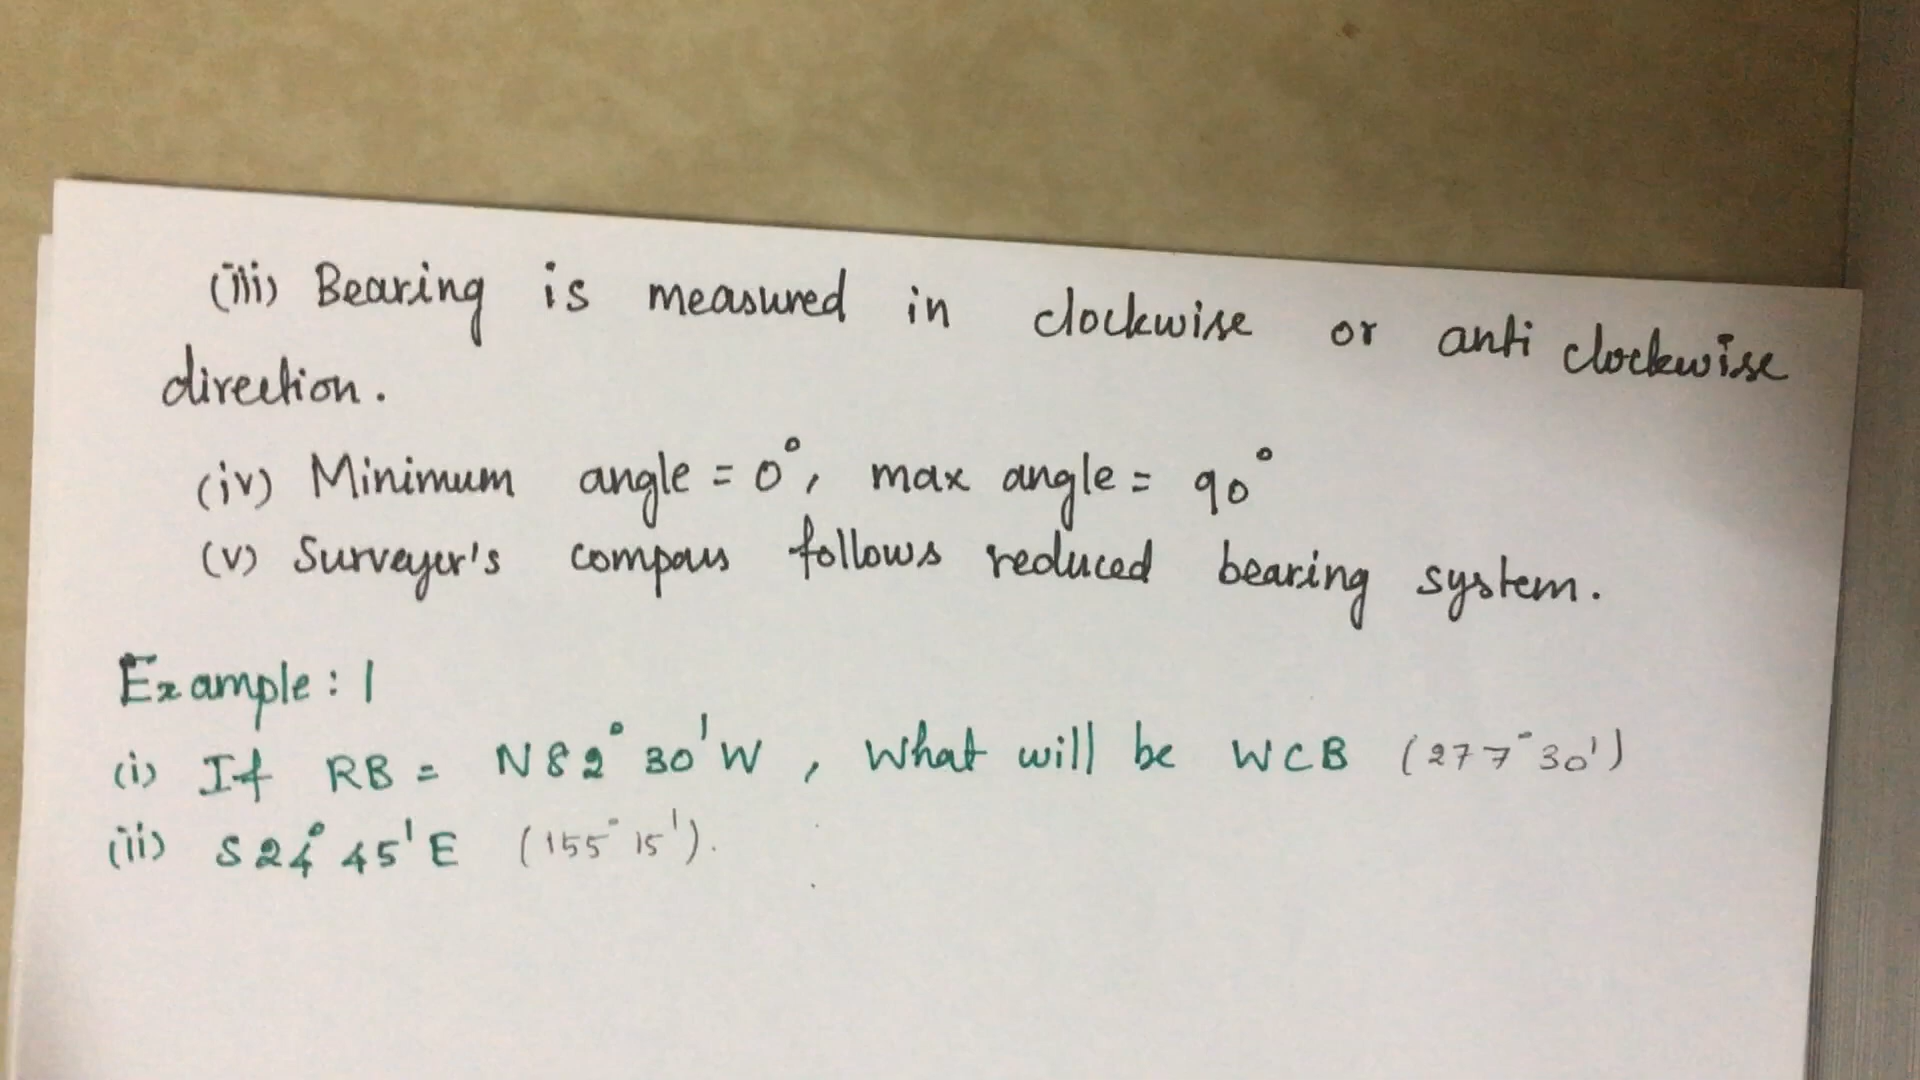 (iii) Bearing is measured in clockwise or anti clockwise
direction.
(iv) Minimum angle = 0°, max angle = 90°
(v) Surveyer's compass follows reduced bearing system.
Example: 1
(i) If RB = N82° 30' W, What will be WCB (277° 30')
(ii) S24° 45' E (155° 15').